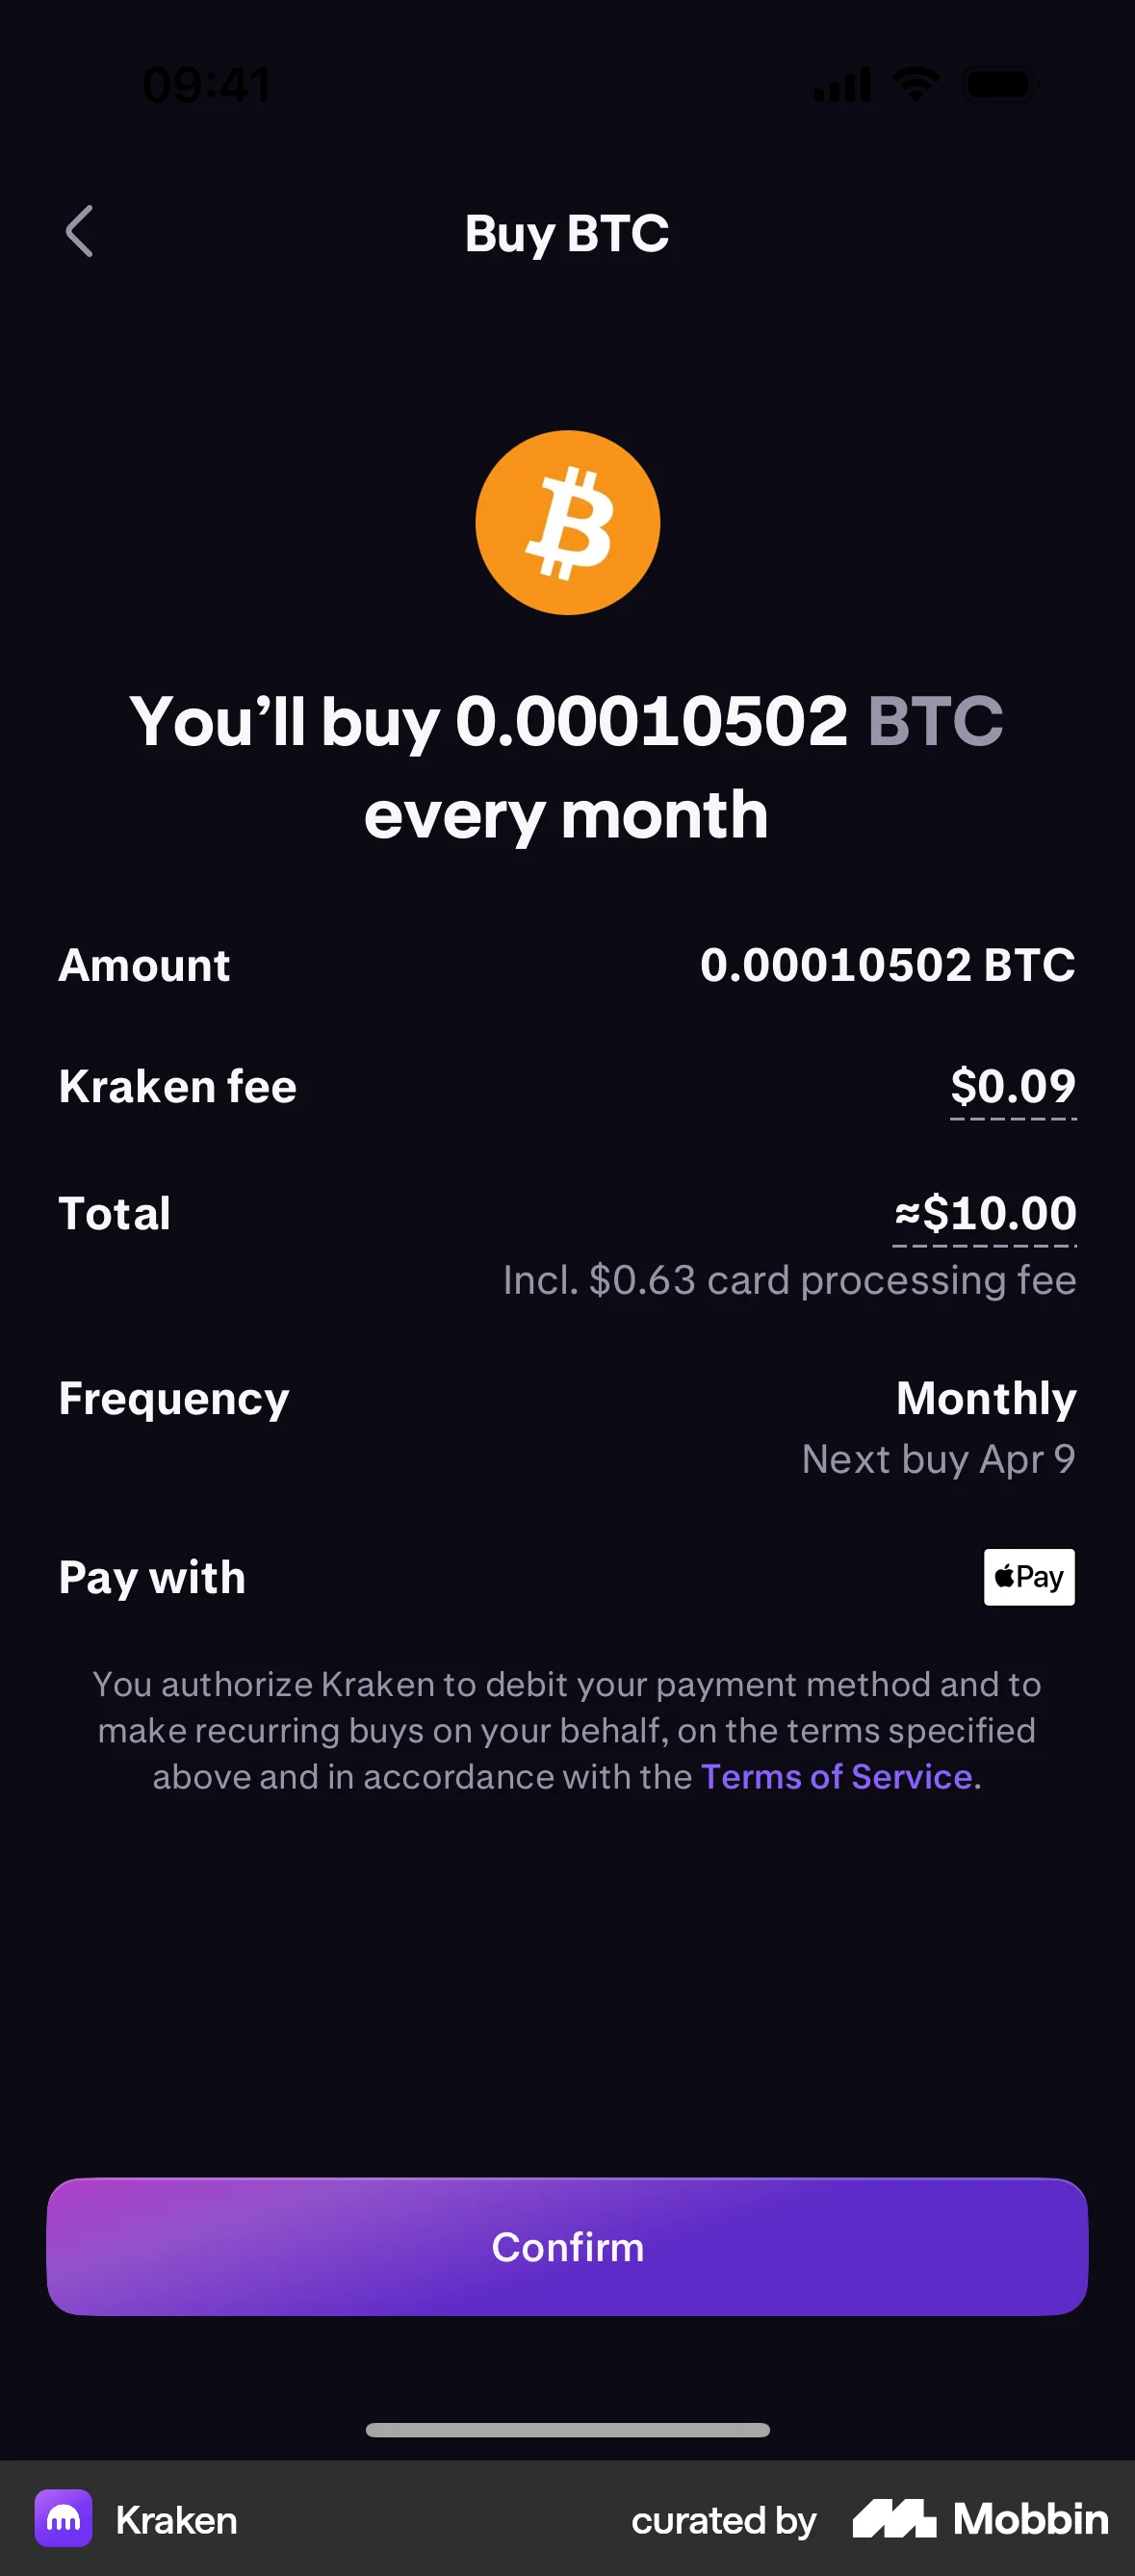 09:41
Buy BTC
You’ll buy 0.00010502 BTC
every month
Amount 0.00010502 BTC
Kraken fee $0.09
Total ≈$10.00
Incl. $0.63 card processing fee
Frequency Monthly
Next buy Apr 9
Pay with Pay
You authorize Kraken to debit your payment method and to
make recurring buys on your behalf, on the terms specified
above and in accordance with the Terms of Service.
Confirm
Kraken curated by Mobbin